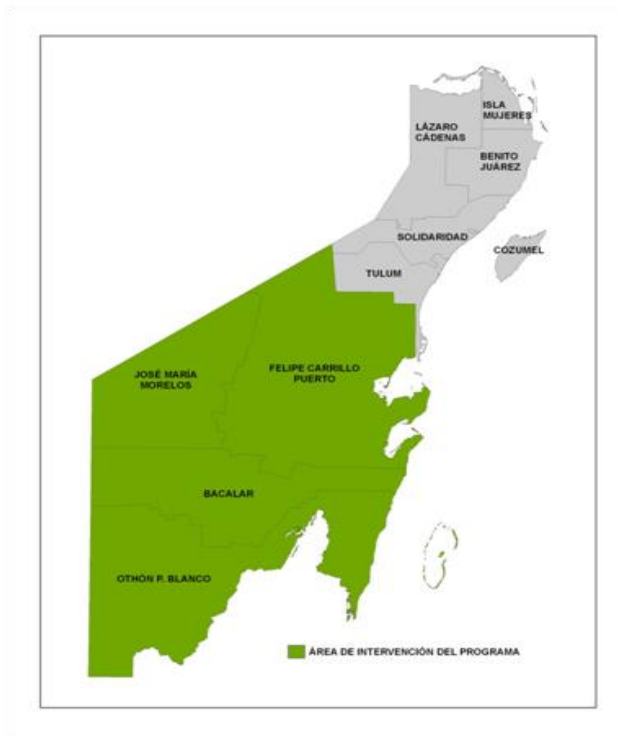 ISLA
MUJERES
LÁZARO
CÁDENAS
BENITO
JUÁREZ
SOLIDARIDAD
COZUMEL
TULUM
FELIPE CARRILLO
PUERTO
JOSÉ MARÍA
MORELOS
BACALAR
OTHÓN P. BLANCO
ÁREA DE INTERVENCIÓN DEL PROGRAMA